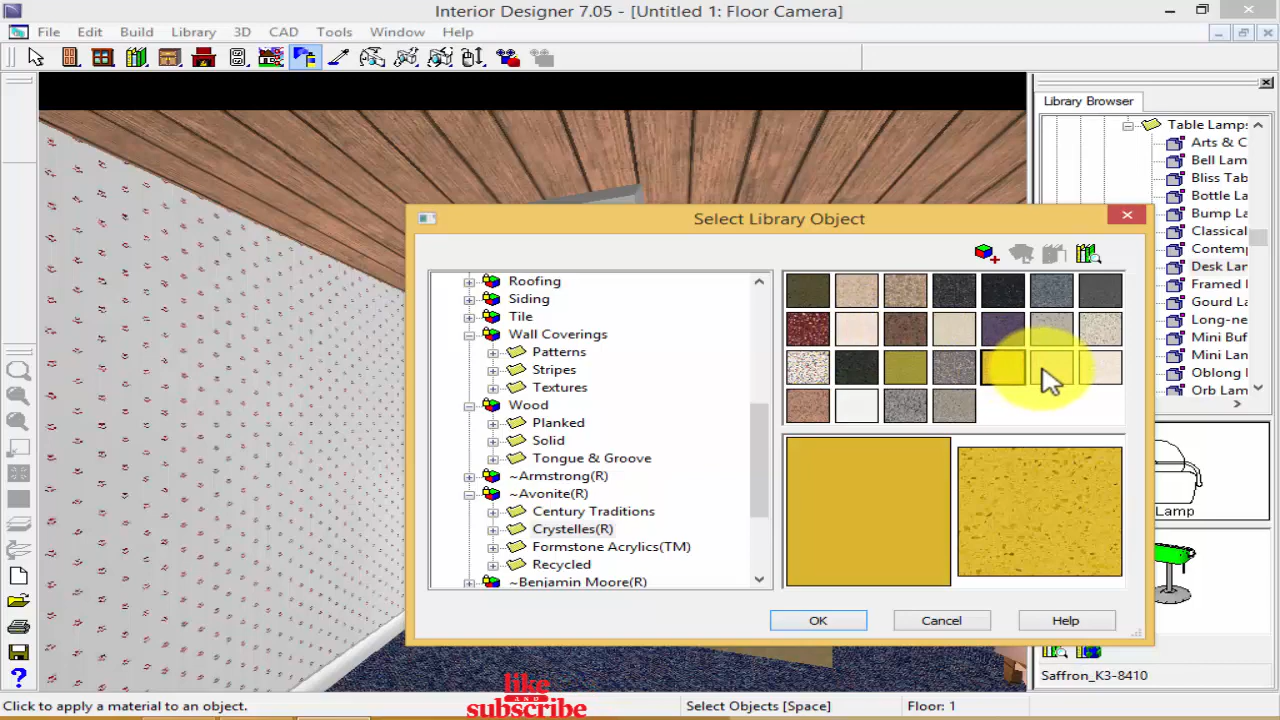 Interior Designer 7.05 - [Untitled 1: Floor Camera]
File Edit Build Library 3D CAD Tools Window Help
Library Browser
Table Lamps
Arts & C
Bell Lam
Bliss Tab
Bottle La
Bump La
Classical
Contemp
Desk Lar
Framed I
Gourd L
Long-ne
Mini Buf
Mini Lan
Oblong
Orb Lam
Select Library Object
Roofing
Siding
Tile
Wall Coverings
Patterns
Stripes
Textures
Wood
Planked
Solid
Tongue & Groove
~Armstrong(R)
~Avonite(R)
Century Traditions
Crystelles(R)
Formstone Acrylics(TM)
Recycled
~Benjamin Moore(R)
OK Cancel Help
Lamp
Saffron_K3-8410
like
AND
subscribe
Click to apply a material to an object.
Select Objects [Space]
Floor: 1